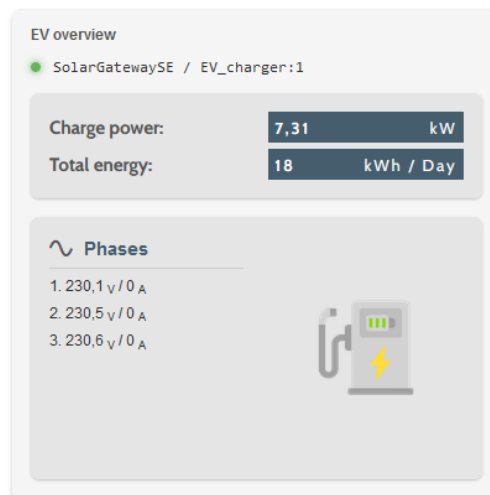 EV overview
SolarGatewaySE / EV_charger:1
Charge power: 7,31 kW
Total energy: 18 kWh / Day
Phases
1. 230,1 V / 0 A
2. 230,5 V / 0 A
3. 230,6 V / 0 A